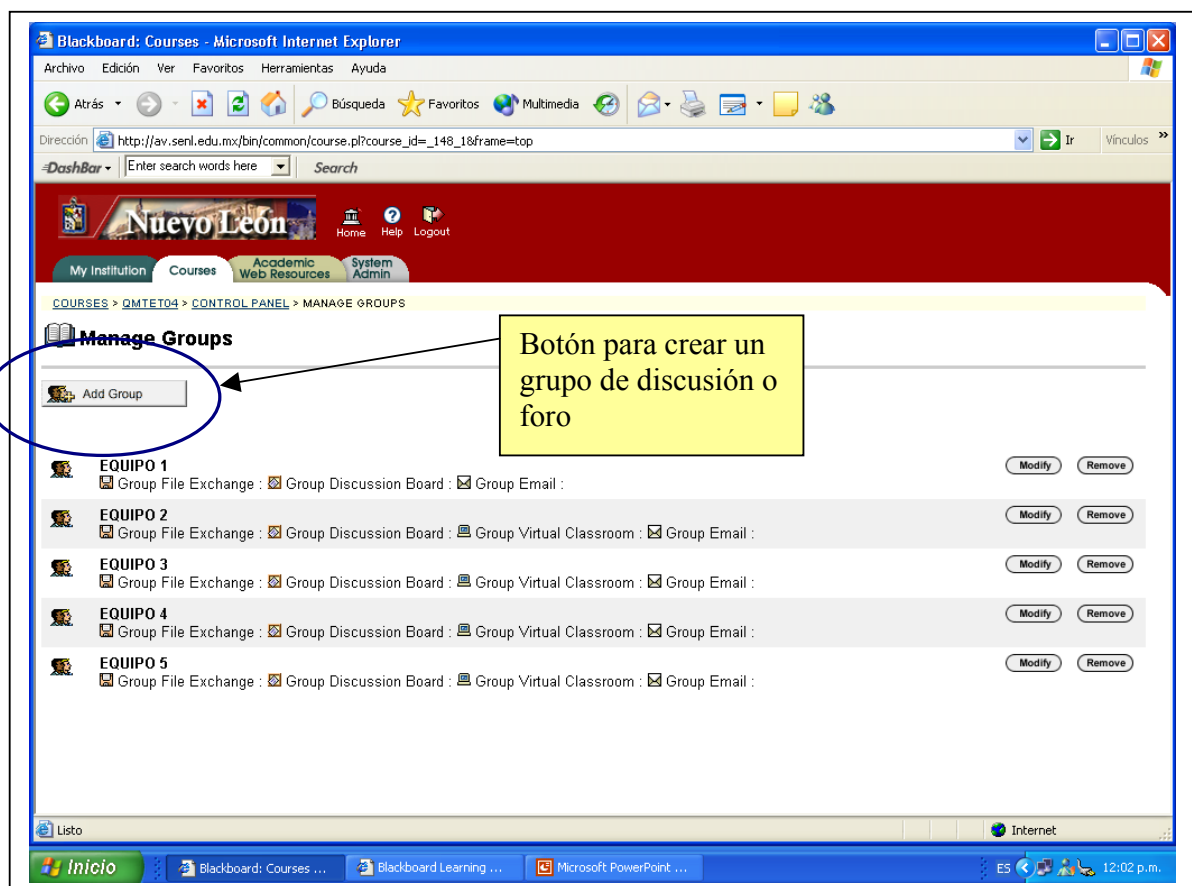 Blackboard: Courses - Microsoft Internet Explorer
Archivo Edición Ver Favoritos Herramientas Ayuda
Atrás Búsqueda Favoritos Multimedia
Dirección http://av.senl.edu.mx/bin/common/course.pl?course_id=_148_1&frame=top Ir Vínculos »
DashBar Enter search words here Search
Nuevo León Home Help Logout
My Institution Courses Academic Web Resources System Admin
COURSES > QMTET04 > CONTROL PANEL > MANAGE GROUPS
Manage Groups
Botón para crear un
grupo de discusión o
foro
Add Group
EQUIPO 1 Modify Remove
Group File Exchange : Group Discussion Board : Group Email :
EQUIPO 2 Modify Remove
Group File Exchange : Group Discussion Board : Group Virtual Classroom : Group Email :
EQUIPO 3 Modify Remove
Group File Exchange : Group Discussion Board : Group Virtual Classroom : Group Email :
EQUIPO 4 Modify Remove
Group File Exchange : Group Discussion Board : Group Virtual Classroom : Group Email :
EQUIPO 5 Modify Remove
Group File Exchange : Group Discussion Board : Group Virtual Classroom : Group Email :
Listo Internet
Inicio Blackboard: Courses ... Blackboard Learning ... Microsoft PowerPoint ... ES 12:02 p.m.